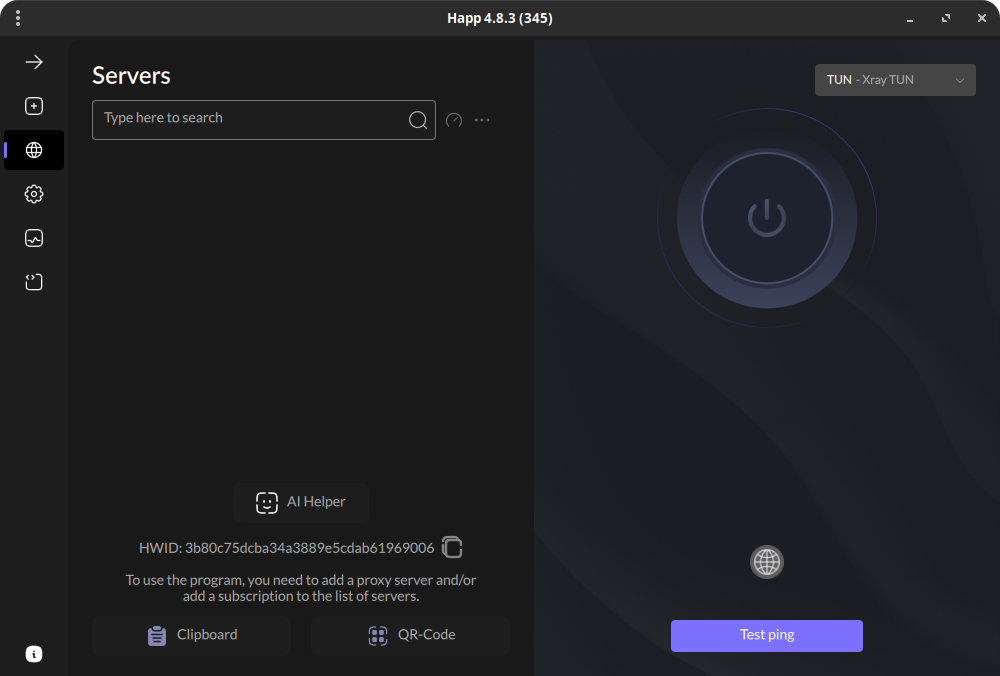 Happ 4.8.3 (345)
Servers
Type here to search
TUN - Xray TUN
AI Helper
HWID: 3b80c75dcba34a3889e5cdab61969006
To use the program, you need to add a proxy server and/or
add a subscription to the list of servers.
Clipboard
QR-Code
Test ping